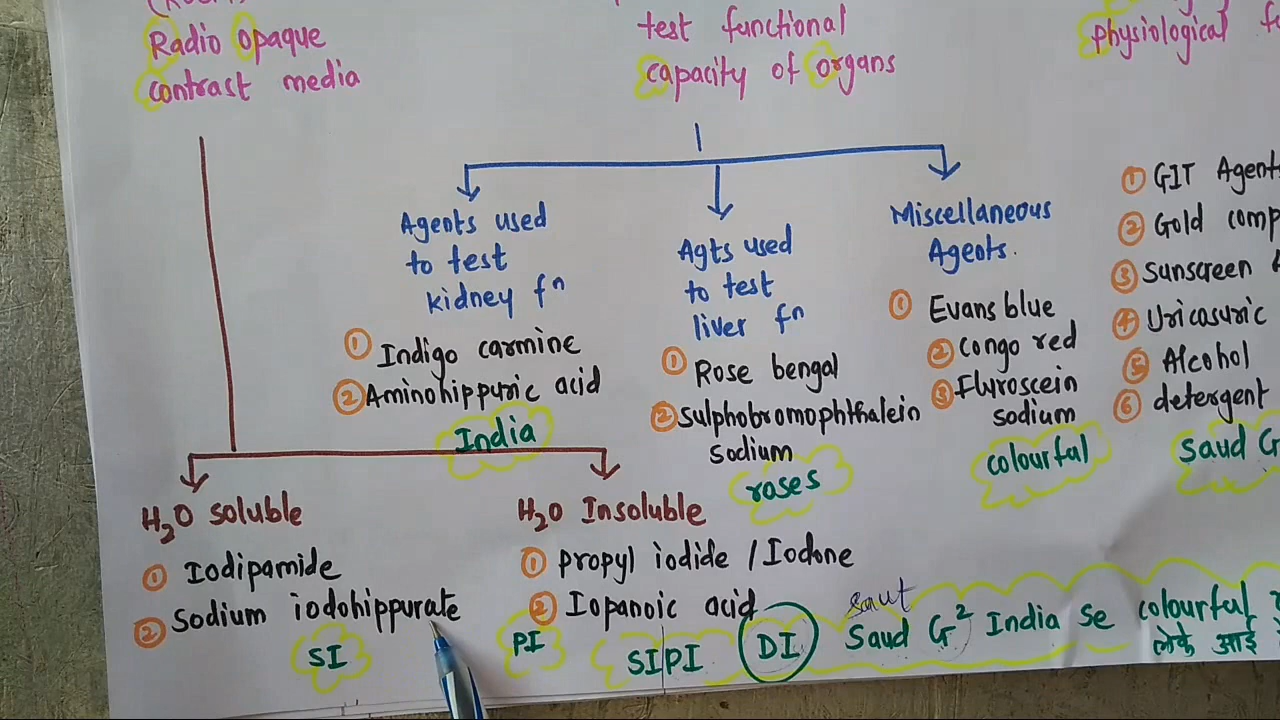 Radio Opaque
contrast media
test functional
capacity of organs
physiological
Agents used
to test
kidney fn
① Indigo carmine
② Aminohippuric acid
India
Agts used
to test
liver fn
① Rose bengal
② Sulphobromophthalein
sodium
roses
Miscellaneous
Agents.
① Evans blue
② Congo red
③ Flyroscein
sodium
colourful
① GIT Agents
② Gold comp
③ Sunscreen
④ Uricosuric
⑤ Alcohol
⑥ detergent
Saud G
H2O soluble
① Iodipamide
② Sodium iodohippurate
SI
H2O Insoluble
① Propyl iodide / Iodone
② Iopanoic acid
PI
SIPI DI Saud G² India Se colourful
saut
लेके आई